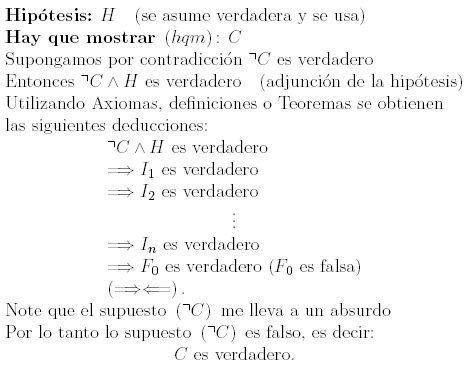 Hipótesis: H (se asume verdadera y se usa)
Hay que mostrar (hqm): C
Supongamos por contradicción ¬C es verdadero
Entonces ¬C ∧ H es verdadero (adjunción de la hipótesis)
Utilizando Axiomas, definiciones o Teoremas se obtienen
las siguientes deducciones:
¬C ∧ H es verdadero
⟹ I₁ es verdadero
⟹ I₂ es verdadero
⋮
⟹ Iₙ es verdadero
⟹ F₀ es verdadero (F₀ es falsa)
(⟹⟸).
Note que el supuesto (¬C) me lleva a un absurdo
Por lo tanto lo supuesto (¬C) es falso, es decir:
C es verdadero.